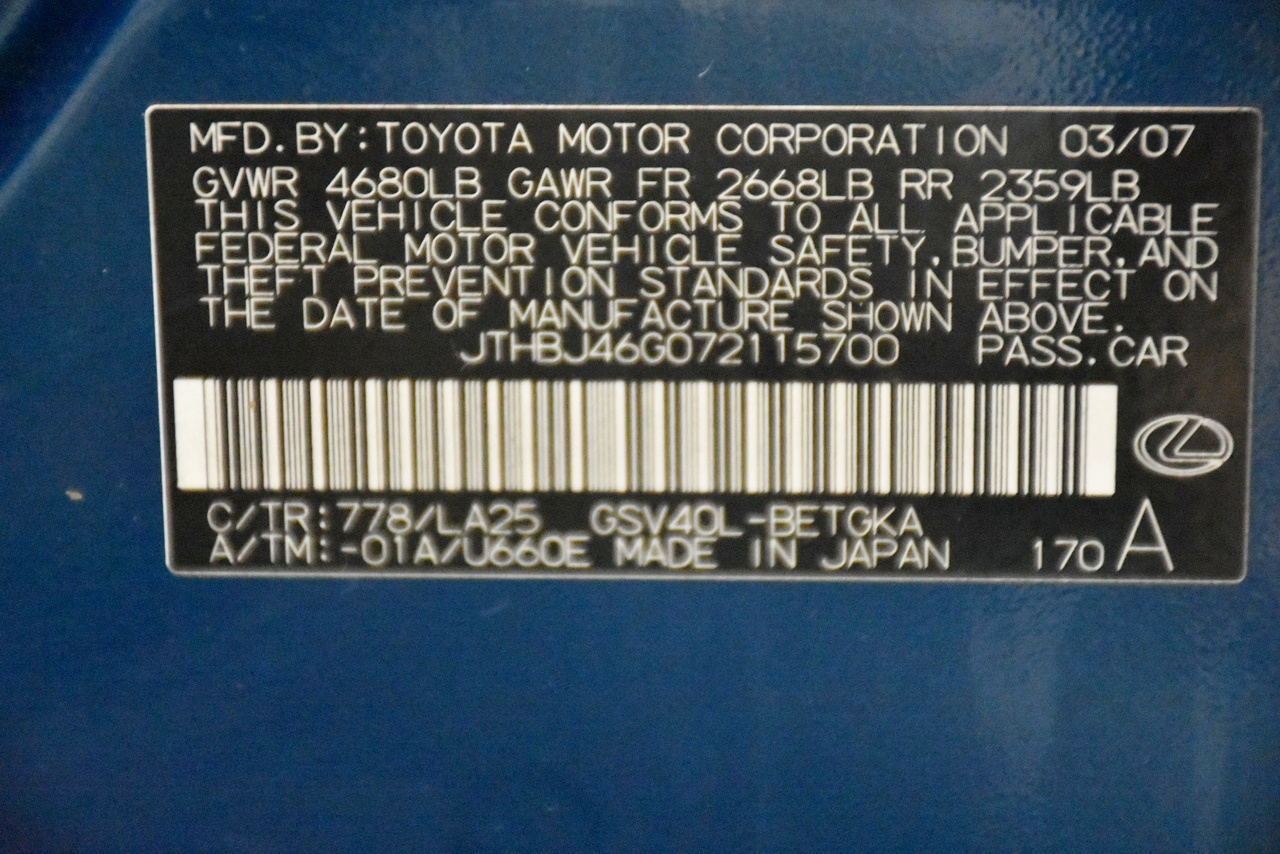 MFD.BY:TOYOTA MOTOR CORPORATION 03/07
GVWR 4680LB GAWR FR 2668LB RR 2359LB
THIS VEHICLE CONFORMS TO ALL APPLICABLE
FEDERAL MOTOR VEHICLE SAFETY,BUMPER,AND
THEFT PREVENTION STANDARDS IN EFFECT ON
THE DATE OF MANUFACTURE SHOWN ABOVE.
JTHBJ46G072115700 PASS.CAR
C/TR:778/LA25 GSV40L-BETGKA
A/TM:-01A/U660E MADE IN JAPAN 170 A